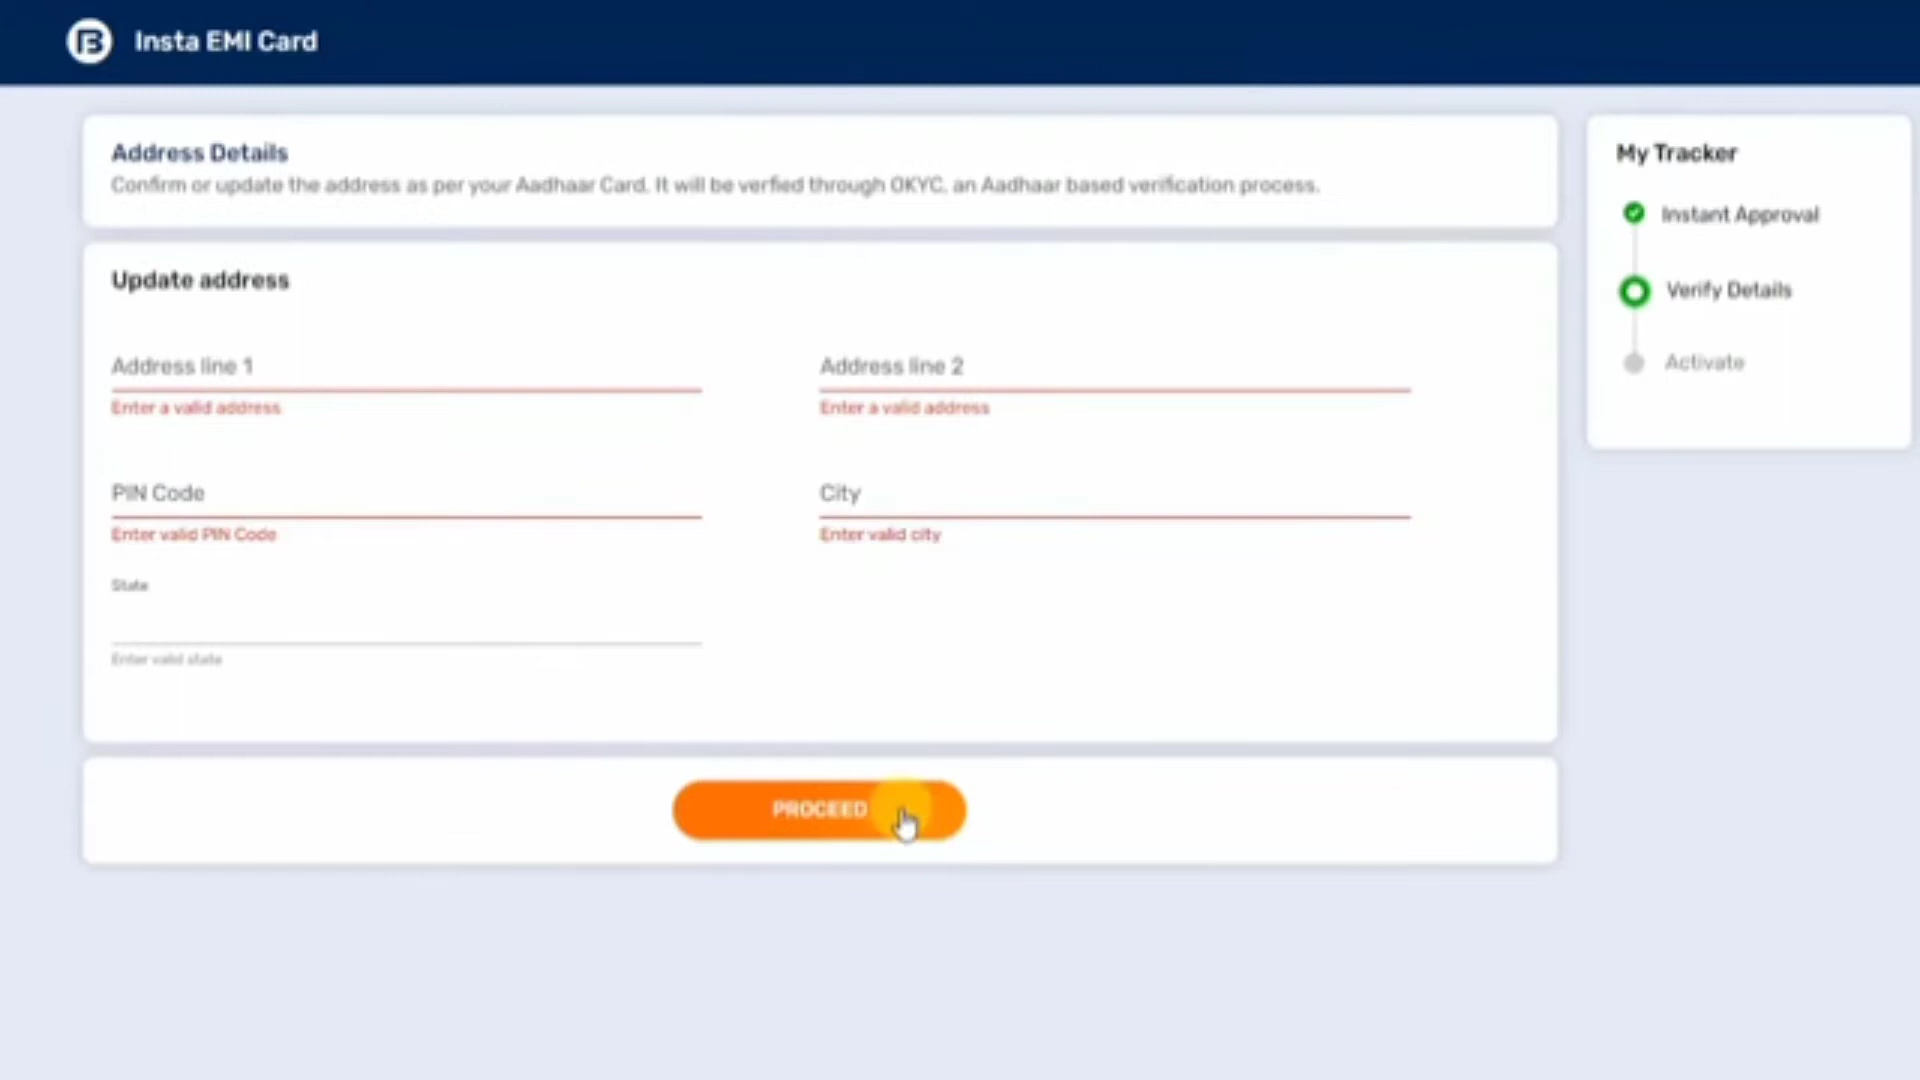 Insta EMI Card
Address Details
Confirm or update the address as per your Aadhaar Card. It will be verfied through OKYC, an Aadhaar based verification process.
Update address
Address line 1
Address line 2
Enter a valid address
Enter a valid address
PIN Code
City
Enter valid PIN Code
Enter valid city
State
Enter valid state
PROCEED
My Tracker
Instant Approval
Verify Details
Activate